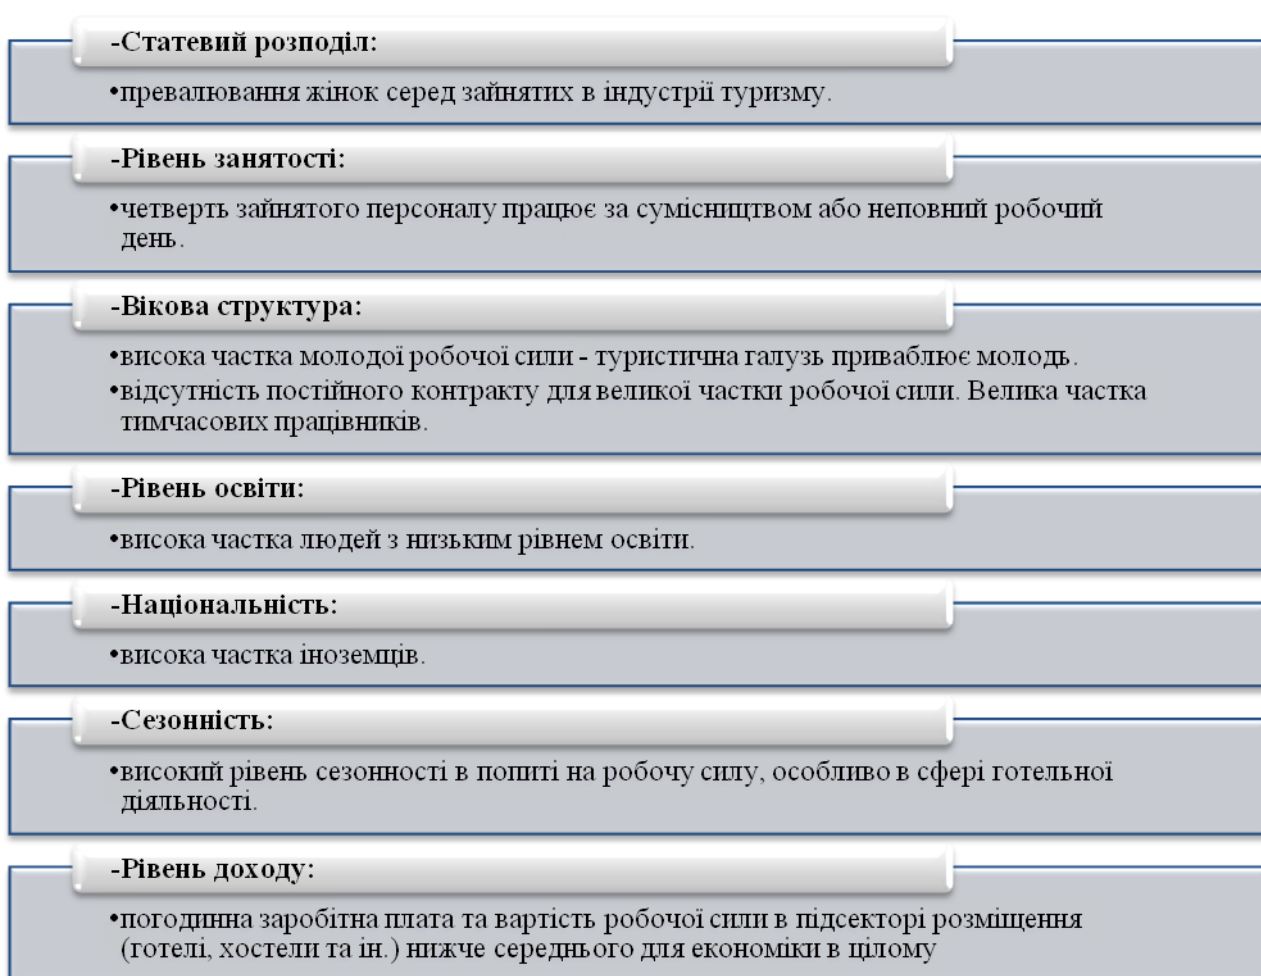 -Статевий розподіл:
•превалювання жінок серед зайнятих в індустрії туризму.
-Рівень занятості:
•четверть зайнятого персоналу працює за сумісництвом або неповний робочий
день.
-Вікова структура:
•висока частка молодої робочої сили - туристична галузь приваблює молодь.
•відсутність постійного контракту для великої частки робочої сили. Велика частка
тимчасових працівників.
-Рівень освіти:
•висока частка людей з низьким рівнем освіти.
-Національність:
•висока частка іноземців.
-Сезонність:
•високий рівень сезонності в попиті на робочу силу, особливо в сфері готельної
діяльності.
-Рівень доходу:
•погодинна заробітна плата та вартість робочої сили в підсекторі розміщення
(готелі, хостели та ін.) нижче середнього для економіки в цілому